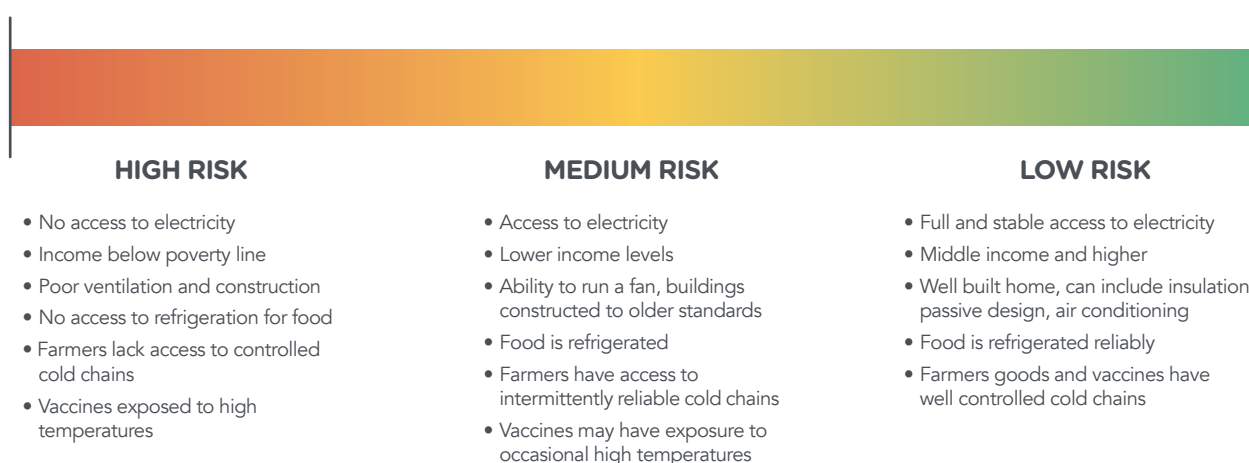 HIGH RISK
• No access to electricity
• Income below poverty line
• Poor ventilation and construction
• No access to refrigeration for food
• Farmers lack access to controlled
cold chains
• Vaccines exposed to high
temperatures
MEDIUM RISK
• Access to electricity
• Lower income levels
• Ability to run a fan, buildings
constructed to older standards
• Food is refrigerated
• Farmers have access to
intermittently reliable cold chains
• Vaccines may have exposure to
occasional high temperatures
LOW RISK
• Full and stable access to electricity
• Middle income and higher
• Well built home, can include insulation
passive design, air conditioning
• Food is refrigerated reliably
• Farmers goods and vaccines have
well controlled cold chains